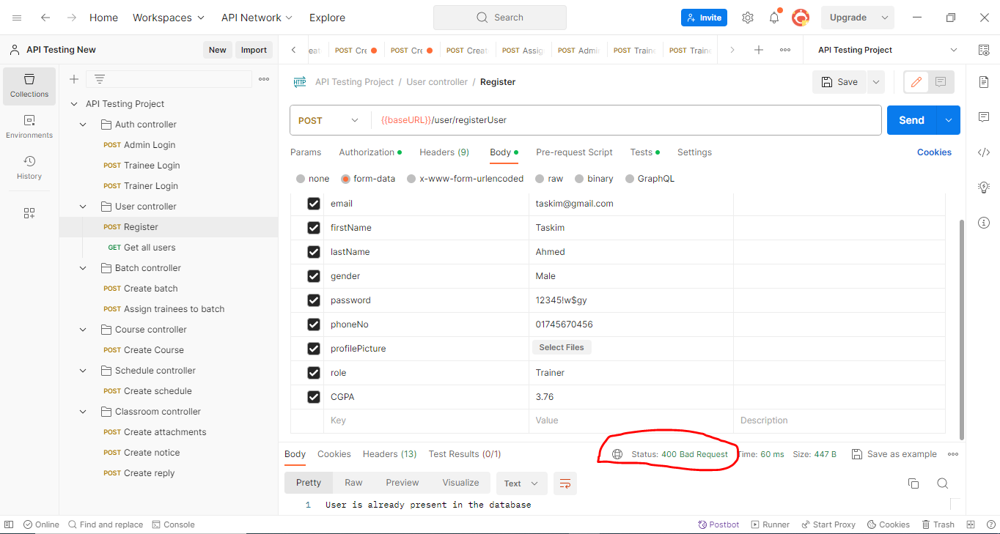 Home Workspaces API Network Explore Search Invite Upgrade
API Testing New New Import
POST Cre POST Cre POST Creat POST Assig POST Admi POST Traine POST Traine API Testing Project
Collections
Environments
History
API Testing Project
Auth controller
POST Admin Login
POST Trainee Login
POST Trainer Login
User controller
POST Register
GET Get all users
Batch controller
POST Create batch
POST Assign trainees to batch
Course controller
POST Create Course
Schedule controller
POST Create schedule
Classroom controller
POST Create attachments
POST Create notice
POST Create reply
HTTP API Testing Project / User controller / Register Save
POST {{baseURL}}/user/registerUser Send
Params Authorization Headers (9) Body Pre-request Script Tests Settings Cookies
none form-data x-www-form-urlencoded raw binary GraphQL
email taskim@gmail.com
firstName Taskim
lastName Ahmed
gender Male
password 12345!w$gy
phoneNo 01745670456
profilePicture Select Files
role Trainer
CGPA 3.76
Key Value Description
Body Cookies Headers (13) Test Results (0/1) Status: 400 Bad Request Time: 60 ms Size: 447 B Save as example
Pretty Raw Preview Visualize Text
1 User is already present in the database
Online Find and replace Console Postbot Runner Start Proxy Cookies Trash